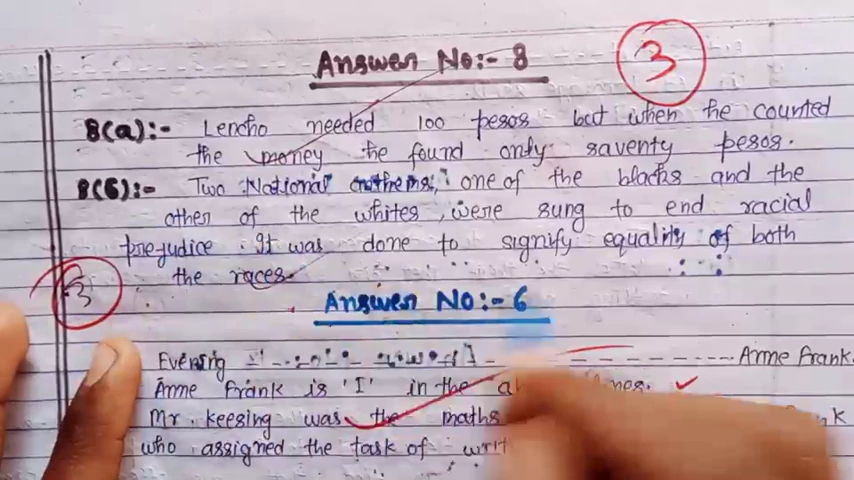 Answer No:- 8
3
8(a):- Lencho needed 100 pesos but when he counted
the money he found only saventy pesos.
8(b):- Two National anthems, one of the blacks and the
other of the whites, were sung to end racial
prejudice. It was done to signify equality of both
the races.
3
Answer No:- 6
Evening - - - - - - - - - Anne Frank.
Anne Frank is 'I' in the
Mr. keesing was the maths
who assigned the task of